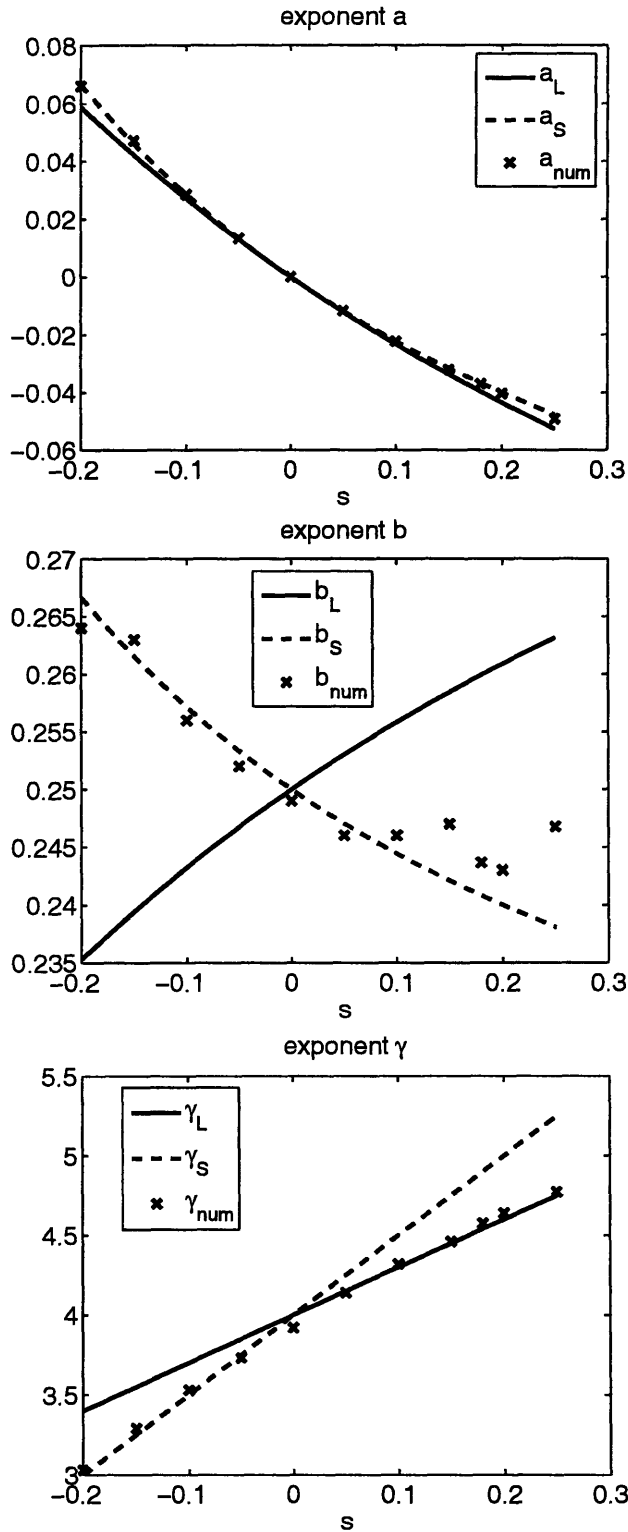 exponent a
0.08
0.06
0.04
0.02
0
-0.02
-0.04
-0.06
a_L
a_S
a_num
-0.2 -0.1 0 0.1 0.2 0.3
s
exponent b
0.27
0.265
0.26
0.255
0.25
0.245
0.24
0.235
b_L
b_S
b_num
-0.2 -0.1 0 0.1 0.2 0.3
s
exponent γ
5.5
5
4.5
4
3.5
3
γ_L
γ_S
γ_num
-0.2 -0.1 0 0.1 0.2 0.3
s